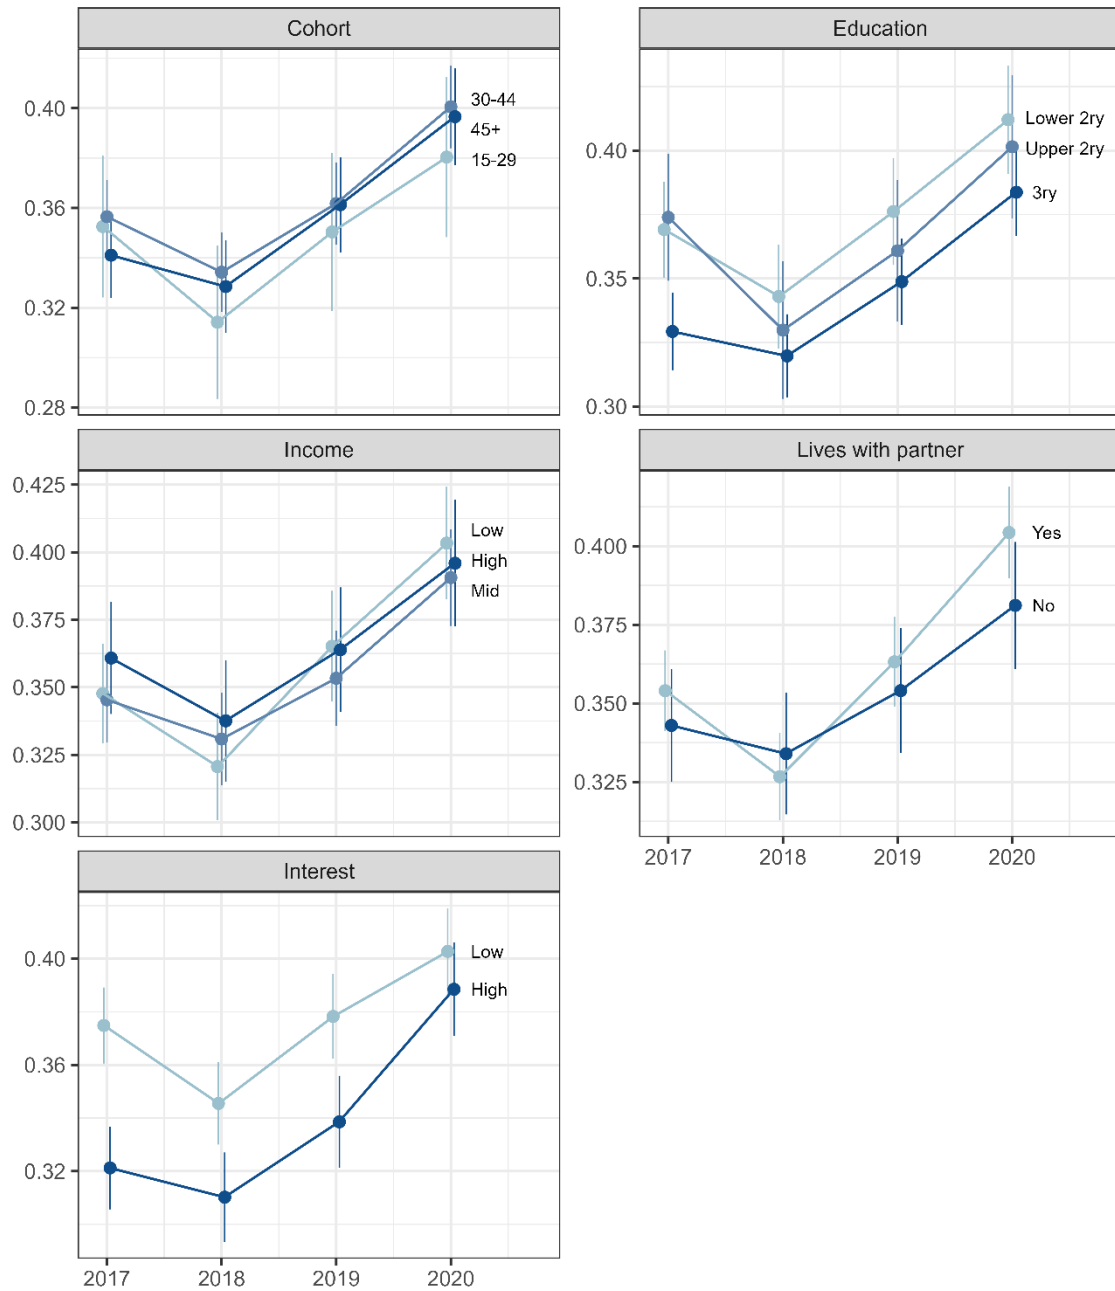 Cohort
0.40
0.36
0.32
0.28
30-44
45+
15-29
Education
0.40
0.35
0.30
Lower 2ry
Upper 2ry
3ry
Income
0.425
0.400
0.375
0.350
0.325
0.300
Low
High
Mid
Lives with partner
0.400
0.375
0.350
0.325
Yes
No
2017 2018 2019 2020
Interest
0.40
0.36
0.32
Low
High
2017 2018 2019 2020